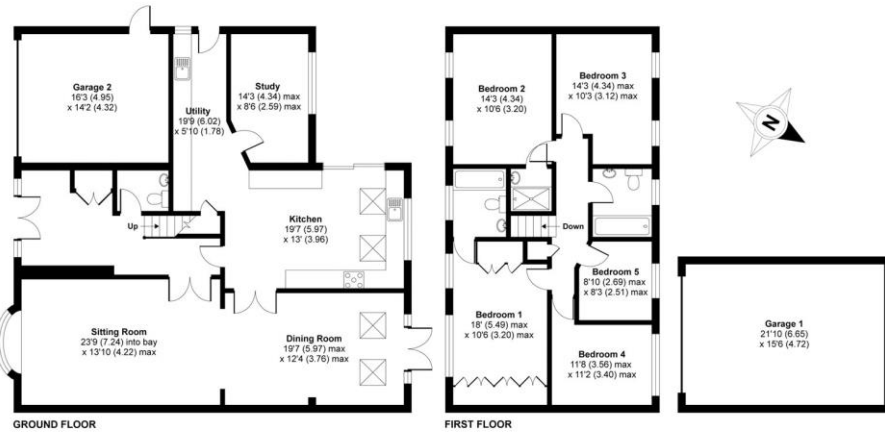 Garage 2
16'3 (4.95)
x 14'2 (4.32)
Utility
19'9 (6.02)
x 5'10 (1.78)
Study
14'3 (4.34) max
x 8'6 (2.59) max
Up
Kitchen
19'7 (5.97)
x 13' (3.96)
Sitting Room
23'9 (7.24) into bay
x 13'10 (4.22) max
Dining Room
19'7 (5.97) max
x 12'4 (3.76) max
GROUND FLOOR
Bedroom 2
14'3 (4.34)
x 10'6 (3.20)
Bedroom 3
14'3 (4.34) max
x 10'3 (3.12) max
Down
Bedroom 5
8'10 (2.69) max
x 8'3 (2.51) max
Bedroom 1
18' (5.49) max
x 10'6 (3.20) max
Bedroom 4
11'8 (3.56) max
x 11'2 (3.40) max
FIRST FLOOR
N
Garage 1
21'10 (6.65)
x 15'6 (4.72)